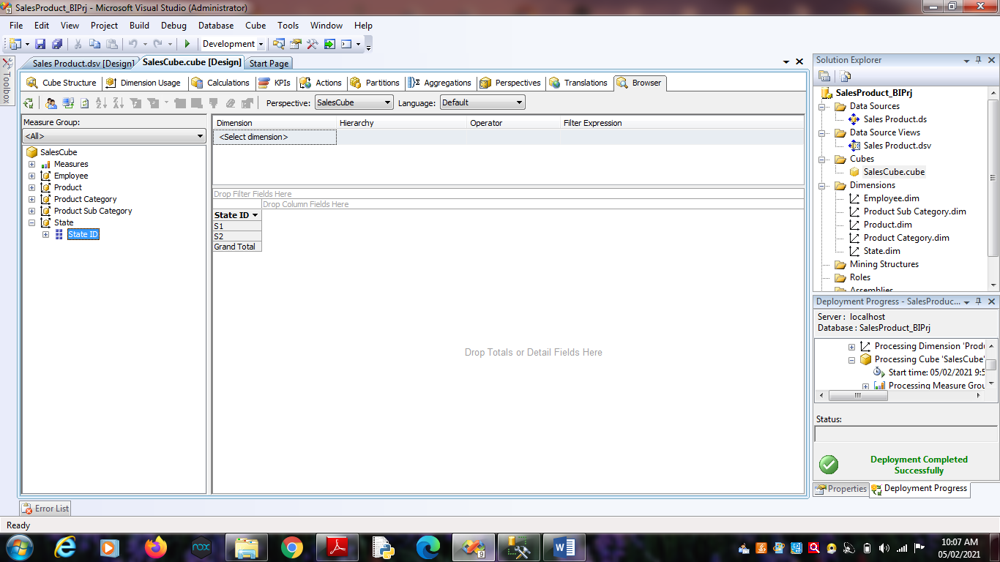 SalesProduct_BIPrj - Microsoft Visual Studio (Administrator)
File Edit View Project Build Debug Database Cube Tools Window Help
Development
Toolbox
Sales Product.dsv [Design] SalesCube.cube [Design] Start Page
Cube Structure Dimension Usage Calculations KPIs Actions Partitions Aggregations Perspectives Translations Browser
Perspective: SalesCube Language: Default
Measure Group:
<All>
SalesCube
Measures
Employee
Product
Product Category
Product Sub Category
State
State ID
Dimension Hierarchy Operator Filter Expression
<Select dimension>
Drop Filter Fields Here
Drop Column Fields Here
State ID
S1
S2
Grand Total
Drop Totals or Detail Fields Here
Solution Explorer
SalesProduct_BIPrj
Data Sources
Sales Product.ds
Data Source Views
Sales Product.dsv
Cubes
SalesCube.cube
Dimensions
Employee.dim
Product Sub Category.dim
Product.dim
Product Category.dim
State.dim
Mining Structures
Roles
Assemblies
Deployment Progress - SalesProduc...
Server : localhost
Database : SalesProduct_BIPrj
Processing Dimension 'Produ
Processing Cube 'SalesCube'
Start time: 05/02/2021 9:5
Processing Measure Grou
Status:
Deployment Completed
Successfully
Properties Deployment Progress
Error List
Ready
nox
10:07 AM
05/02/2021